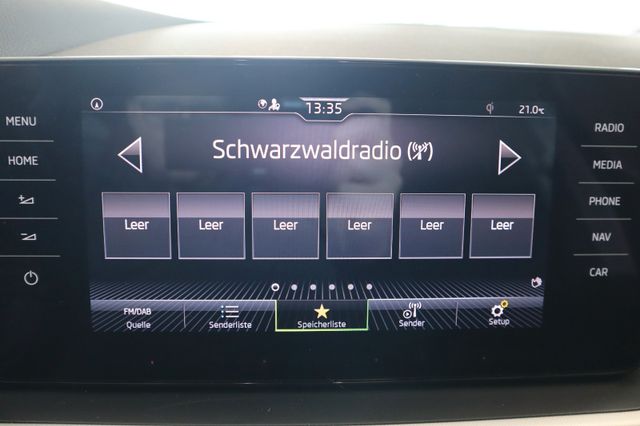 13:35
21.0°C
Schwarzwaldradio
Leer Leer Leer Leer Leer Leer
FM/DAB
Quelle
Senderliste
Speicherliste
Sender
Setup
MENU
HOME
RADIO
MEDIA
PHONE
NAV
CAR